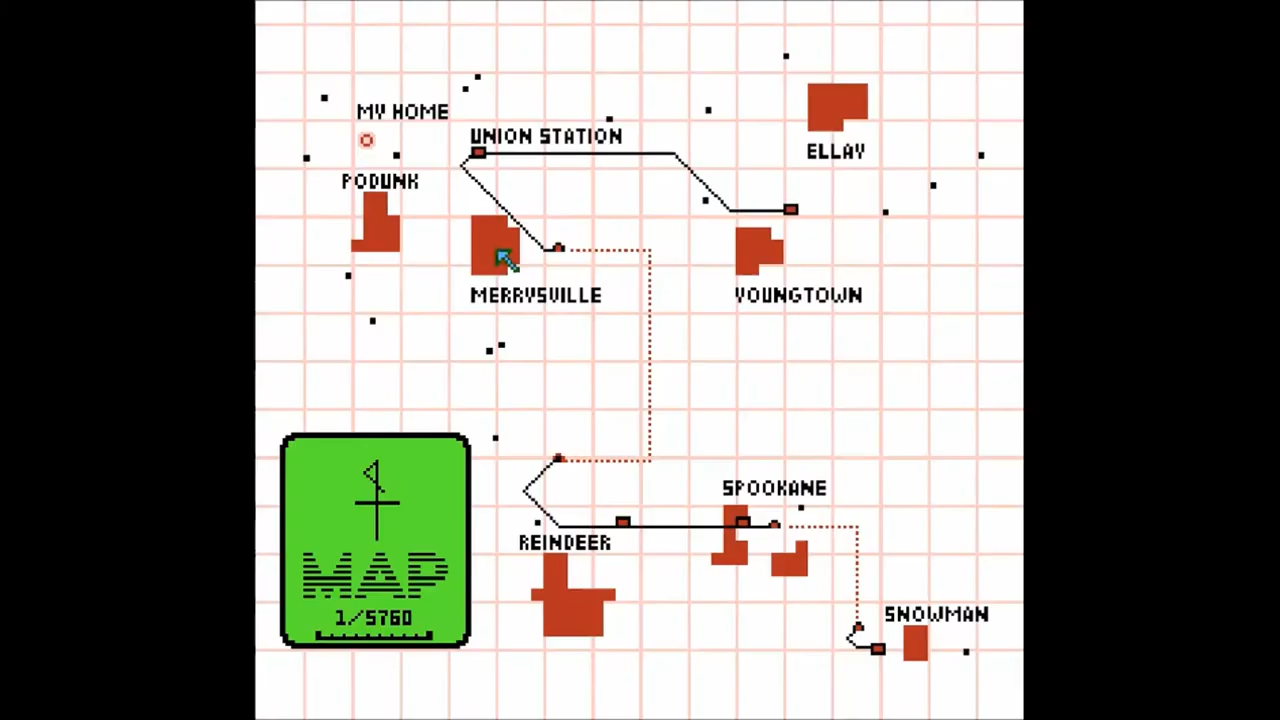 MY HOME
UNION STATION
ELLAY
PODUNK
MERRYSVILLE
YOUNGTOWN
SPOOKANE
REINDEER
MAP
1/5760
SNOWMAN